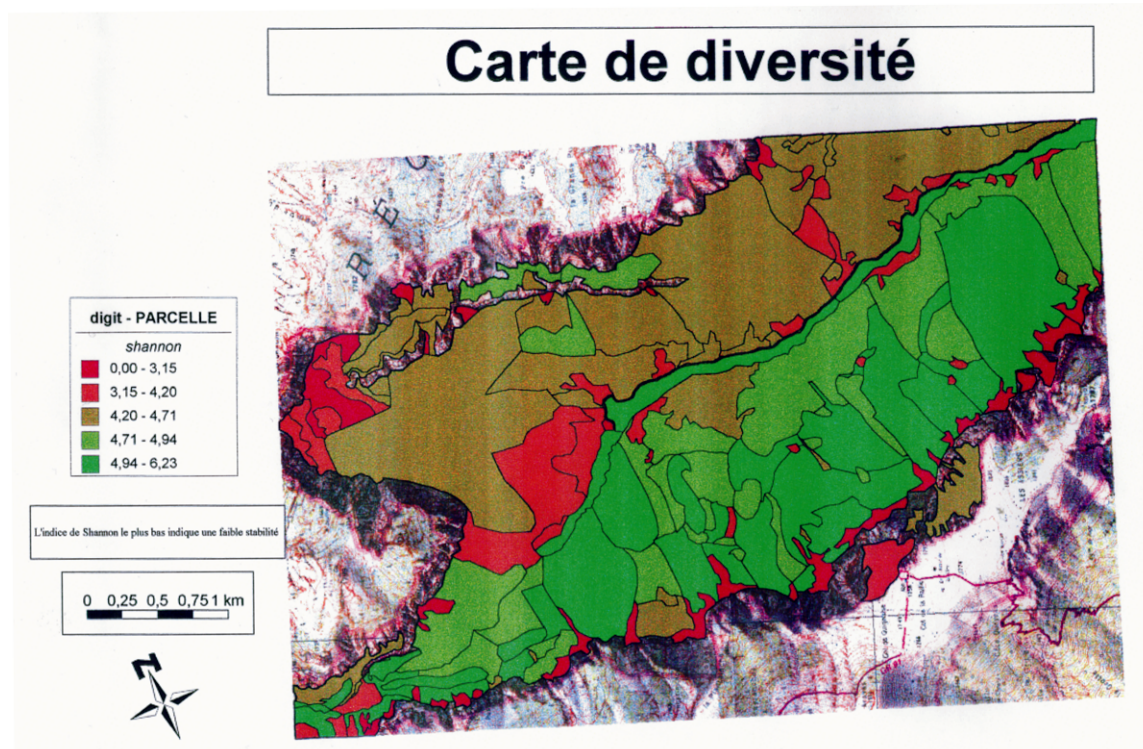 Carte de diversité
R E C
digit - PARCELLE
shannon
0,00 - 3,15
3,15 - 4,20
4,20 - 4,71
4,71 - 4,94
4,94 - 6,23
L'indice de Shannon le plus bas indique une faible stabilité
0 0,25 0,5 0,75 1 km
N